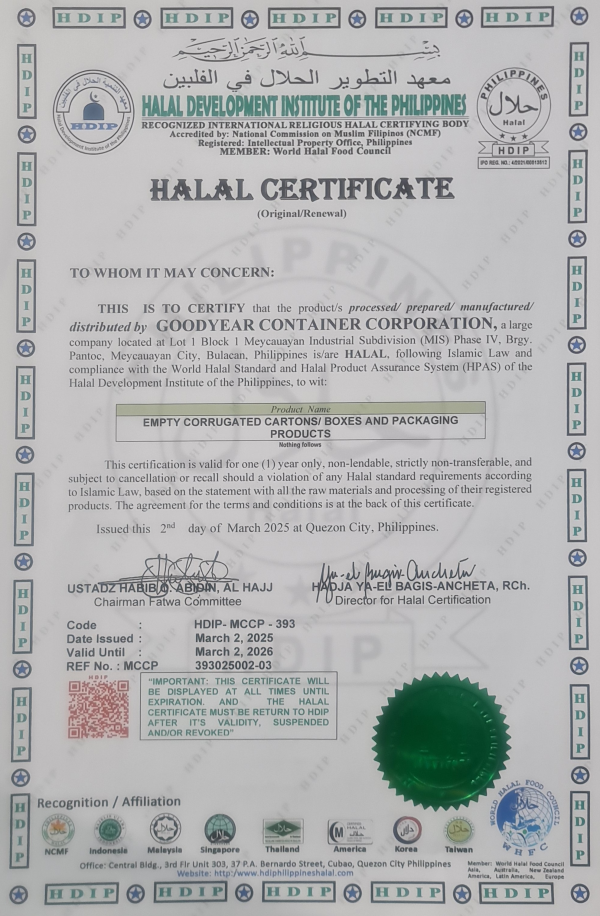 HDIP HDIP HDIP HDIP HDIP
بسم الله الرحمن الرحيم
معهد التطوير الحلال في الفلبين
HALAL DEVELOPMENT INSTITUTE OF THE PHILIPPINES
RECOGNIZED INTERNATIONAL RELIGIOUS HALAL CERTIFYING BODY
Accredited by: National Commission on Muslim Filipinos (NCMF)
Registered: Intellectual Property Office, Philippines
MEMBER: World Halal Food Council
HDIP
PHILIPPINES
حلال
Halal
HDIP
HALAL CERTIFICATE
(Original/Renewal)
TO WHOM IT MAY CONCERN:
THIS IS TO CERTIFY that the product/s processed/ prepared/ manufactured/
distributed by GOODYEAR CONTAINER CORPORATION, a large
company located at Lot 1 Block 1 Meycauayan Industrial Subdivision (MIS) Phase IV, Brgy.
Pantoc, Meycauayan City, Bulacan, Philippines is/are HALAL, following Islamic Law and
compliance with the World Halal Standard and Halal Product Assurance System (HPAS) of
the Halal Development Institute of the Philippines, to wit:
Product Name
EMPTY CORRUGATED CARTONS/ BOXES AND PACKAGING
PRODUCTS
Nothing follows
This certification is valid for one (1) year only, non-lendable, strictly non-transferable, and
subject to cancellation or recall should a violation of any Halal standard requirements according
to Islamic Law, based on the statement with all the raw materials and processing of their registered
products. The agreement for the terms and conditions is at the back of this certificate.
Issued this 2nd day of March 2025 at Quezon City, Philippines.
USTADZ HABIB O. ABIDIN, AL HAJJ
Chairman Fatwa Committee
HADJA YA-EL BAGIS-ANCHETA, RCh.
Director for Halal Certification
Code : HDIP- MCCP - 393
Date Issued : March 2, 2025
Valid Until : March 2, 2026
REF No. : MCCP 393025002-03
HDIP
"IMPORTANT: THIS CERTIFICATE WILL
BE DISPLAYED AT ALL TIMES UNTIL
EXPIRATION. AND THE HALAL
CERTIFICATE MUST BE RETURN TO HDIP
AFTER IT'S VALIDITY, SUSPENDED
AND/OR REVOKED"
Recognition / Affiliation
NCMF Indonesia Malaysia Singapore Thailand America Korea Taiwan
WORLD HALAL FOOD COUNCIL
WHFC
Office: Central Bldg., 3rd Flr Unit 303, 37 P.A. Bernardo Street, Cubao, Quezon City Philippines
Website: http:/www.hdiphilippineshalal.com
Member: World Halal Food Council
Asia, Australia, New Zealand
America, Latin America, Europe
HDIP HDIP HDIP HDIP HDIP